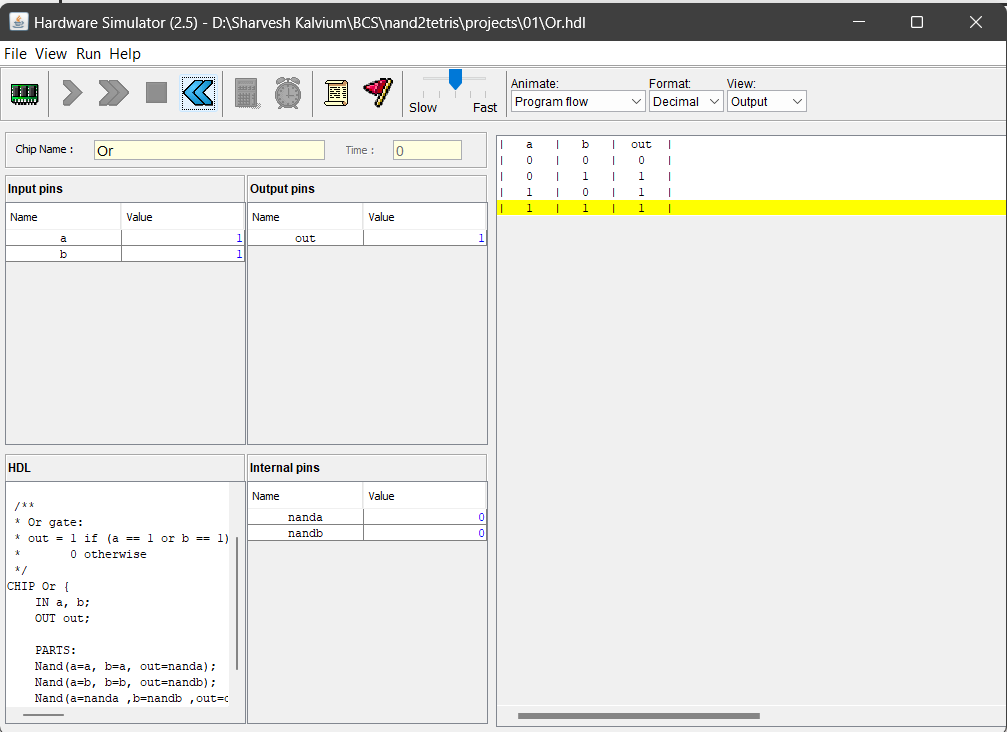 Hardware Simulator (2.5) - D:\Sharvesh Kalvium\BCS\nand2tetris\projects\01\Or.hdl
File View Run Help
Slow Fast
Animate: Format: View:
Program flow Decimal Output
Chip Name : Or Time : 0
Input pins
Name Value
a 1
b 1
Output pins
Name Value
out 1
HDL
/**
* Or gate:
* out = 1 if (a == 1 or b == 1)
* 0 otherwise
*/
CHIP Or {
IN a, b;
OUT out;
PARTS:
Nand(a=a, b=a, out=nanda);
Nand(a=b, b=b, out=nandb);
Nand(a=nanda ,b=nandb ,out=
Internal pins
Name Value
nanda 0
nandb 0
| a | b | out |
| 0 | 0 | 0 |
| 0 | 1 | 1 |
| 1 | 0 | 1 |
| 1 | 1 | 1 |